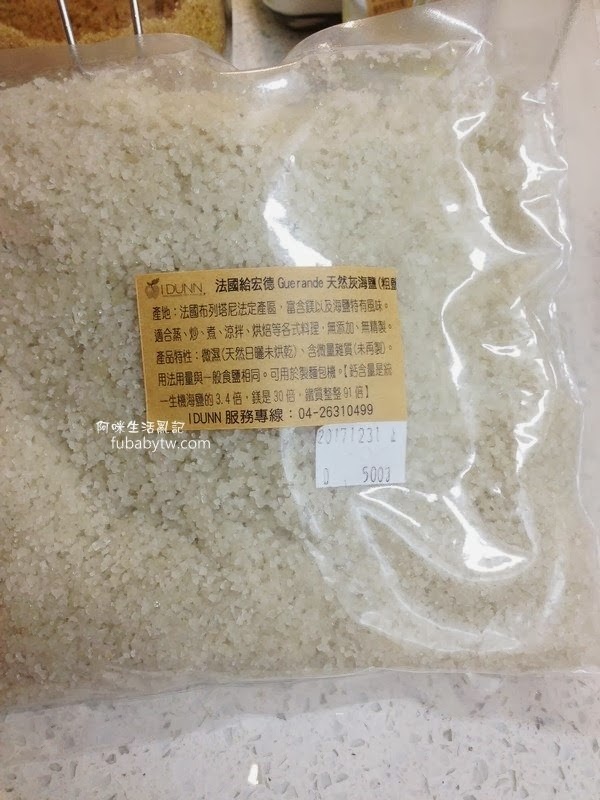 IDUNN. 法國給宏德 Guerande 天然灰海鹽(粗
產地：法國布列塔尼法定產區，富含鎂以及海鹽特有風味。
適合蒸、炒、煮、涼拌、烘焙等各式料理，無添加、無精製。
產品特性：微濕(天然日曬未烘乾)、含微量雜質(未再製)。
用法用量與一般食鹽相同。可用於製麵包機。【鈣含量是統
一生機海鹽的3.4倍，鎂是30倍，鐵質整整91倍】
IDUNN 服務專線：04-26310499
阿咪生活亂記
fubabytw.com
20171231